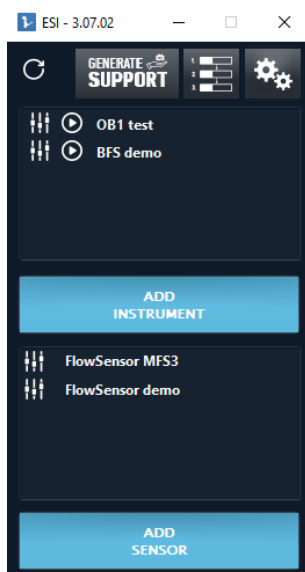 ESI - 3.07.02
GENERATE
SUPPORT
1.
2.
3.
OB1 test
BFS demo
ADD
INSTRUMENT
FlowSensor MFS3
FlowSensor demo
ADD
SENSOR